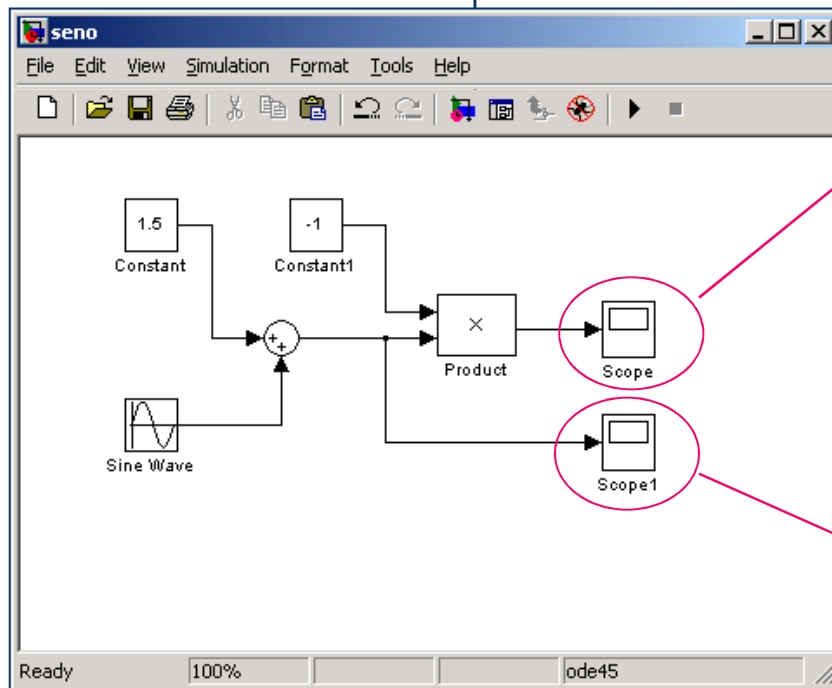 seno
File Edit View Simulation Format Tools Help
1.5
-1
Constant
Constant1
+
+
×
Product
Scope
Sine Wave
Scope1
Ready 100% ode45